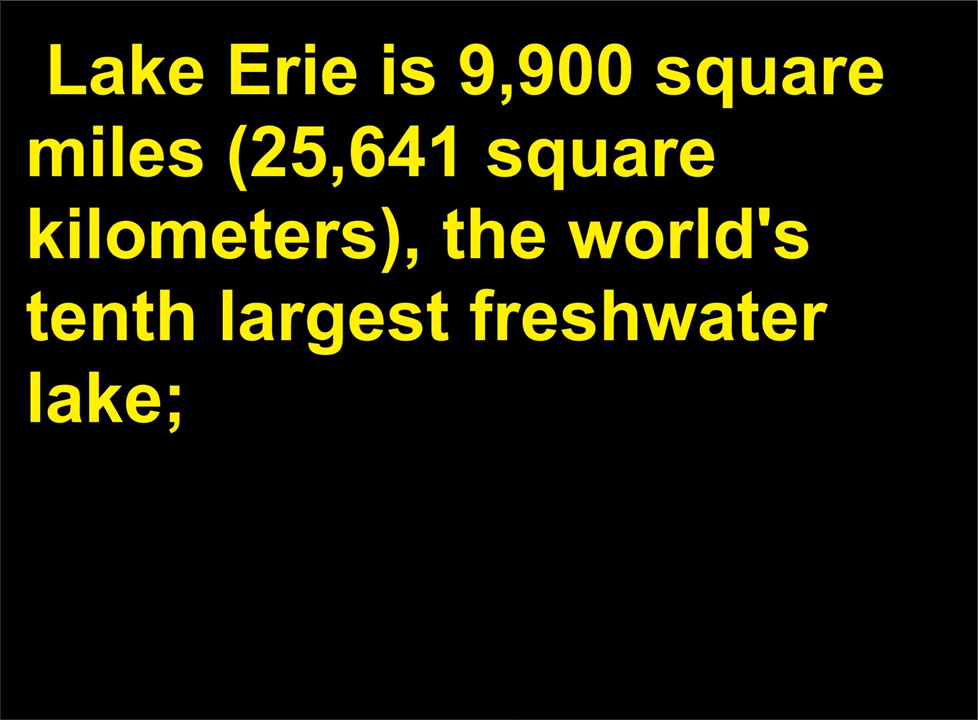 Lake Erie is 9,900 square
miles (25,641 square
kilometers), the world's
tenth largest freshwater
lake;